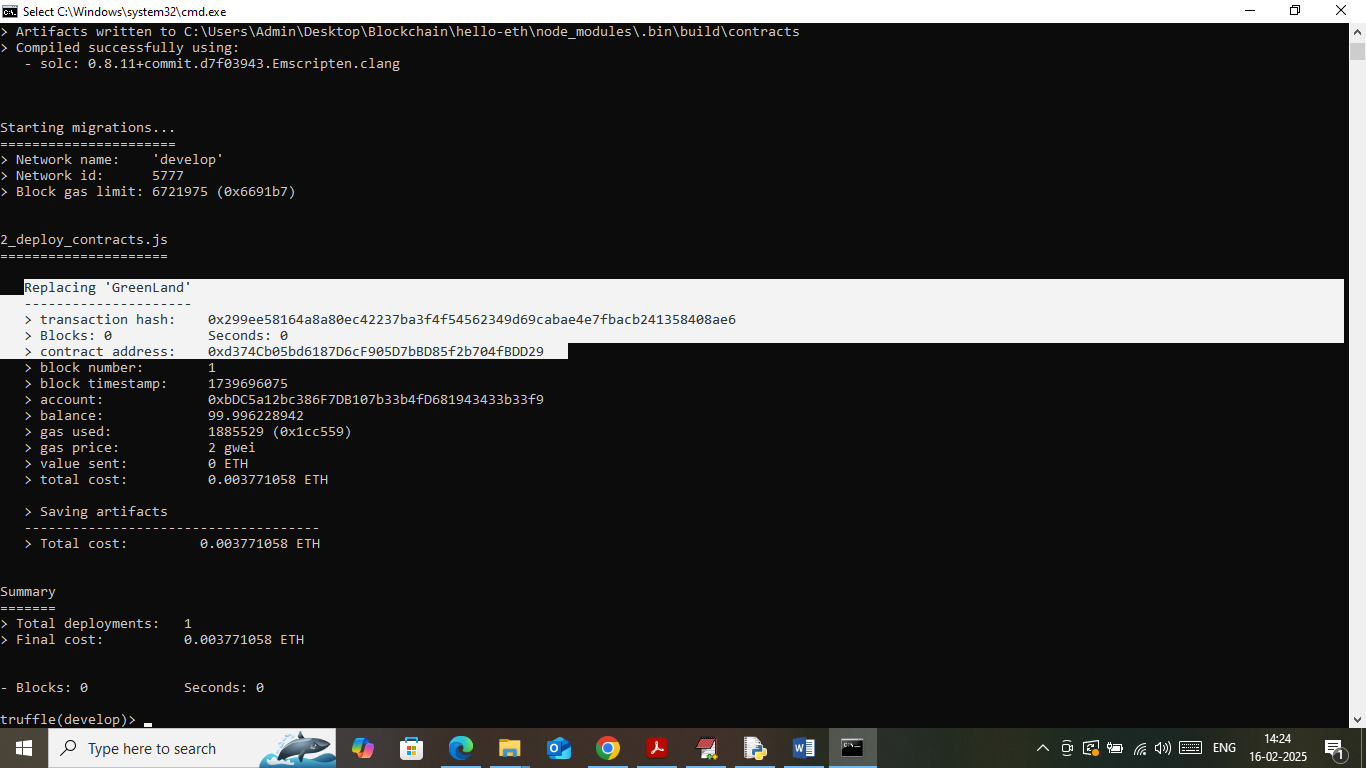 Select C:\Windows\system32\cmd.exe
> Artifacts written to C:\Users\Admin\Desktop\Blockchain\hello-eth\node_modules\.bin\build\contracts
> Compiled successfully using:
   - solc: 0.8.11+commit.d7f03943.Emscripten.clang
Starting migrations...
======================
> Network name:    'develop'
> Network id:      5777
> Block gas limit: 6721975 (0x6691b7)
2_deploy_contracts.js
=====================
   Replacing 'GreenLand'
   ---------------------
   > transaction hash:    0x299ee58164a8a80ec42237ba3f4f54562349d69cabae4e7fbacb241358408ae6
   > Blocks: 0            Seconds: 0
   > contract address:    0xd374Cb05bd6187D6cF905D7bBD85f2b704fBDD29
   > block number:        1
   > block timestamp:     1739696075
   > account:             0xbDC5a12bc386F7DB107b33b4fD681943433b33f9
   > balance:             99.996228942
   > gas used:            1885529 (0x1cc559)
   > gas price:           2 gwei
   > value sent:          0 ETH
   > total cost:          0.003771058 ETH
   > Saving artifacts
   -------------------------------------
   > Total cost:         0.003771058 ETH
Summary
=======
> Total deployments:   1
> Final cost:          0.003771058 ETH
- Blocks: 0            Seconds: 0
truffle(develop)>
Type here to search
ENG
14:24
16-02-2025
1